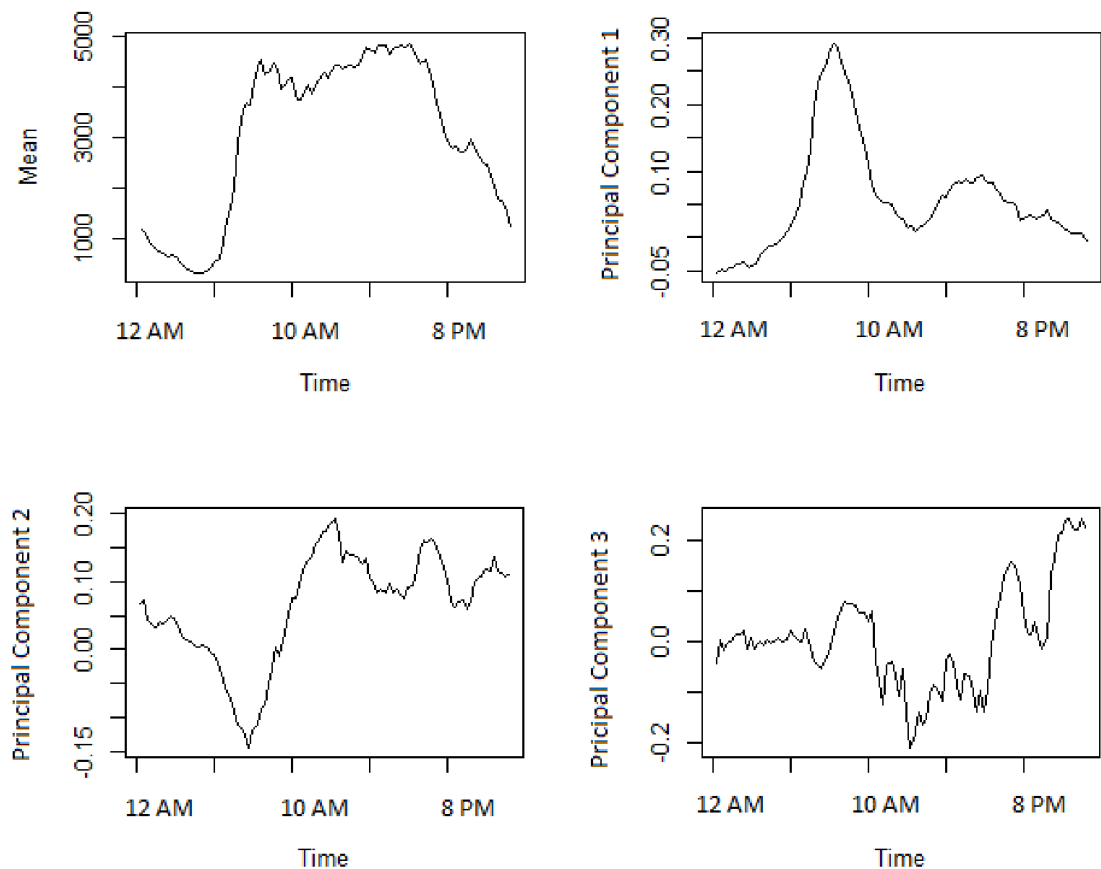 Mean
5000
3000
1000
12 AM 10 AM 8 PM
Time
Principal Component 1
0.30
0.20
0.10
-0.05
12 AM 10 AM 8 PM
Time
Principal Component 2
0.20
0.10
0.00
-0.15
12 AM 10 AM 8 PM
Time
Pricipal Component 3
0.2
0.0
-0.2
12 AM 10 AM 8 PM
Time